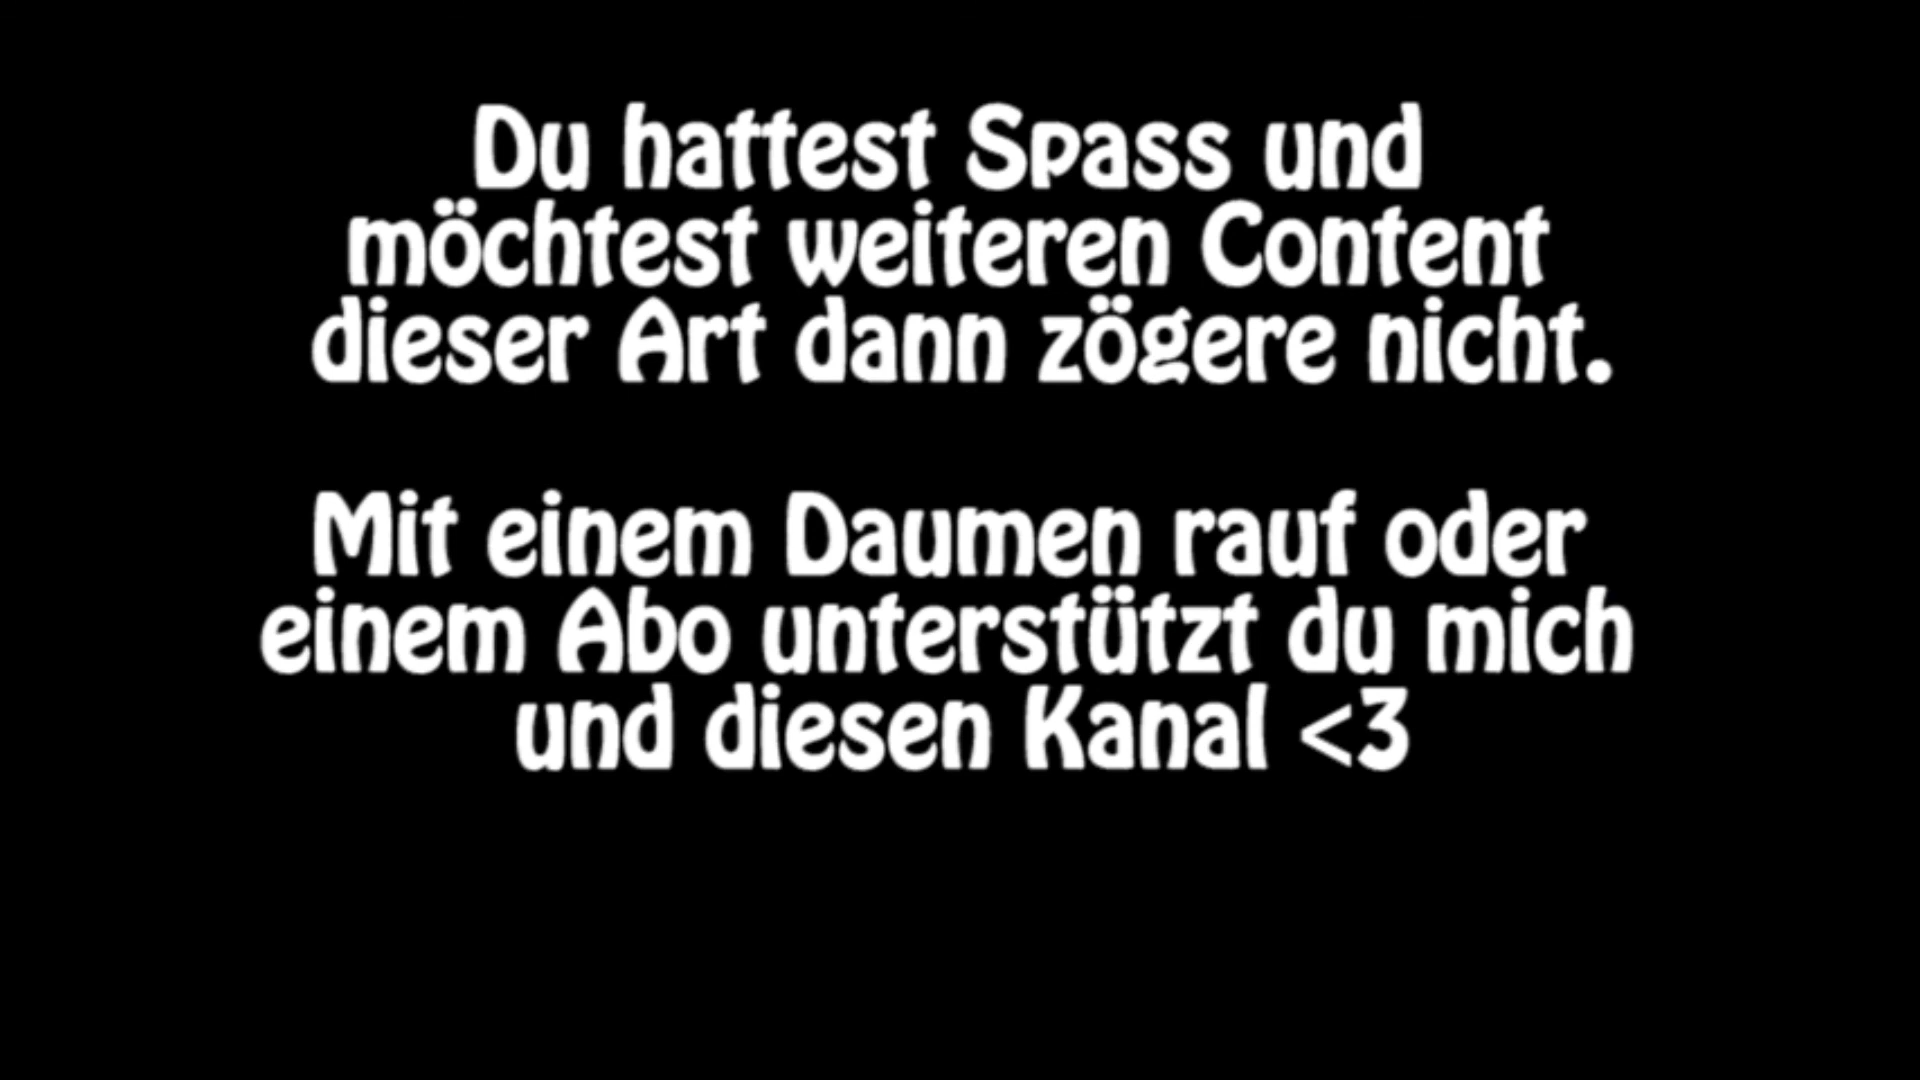 Du hattest Spass und
möchtest weiteren Content
dieser Art dann zögere nicht.
Mit einem Daumen rauf oder
einem Abo unterstützt du mich
und diesen Kanal <3